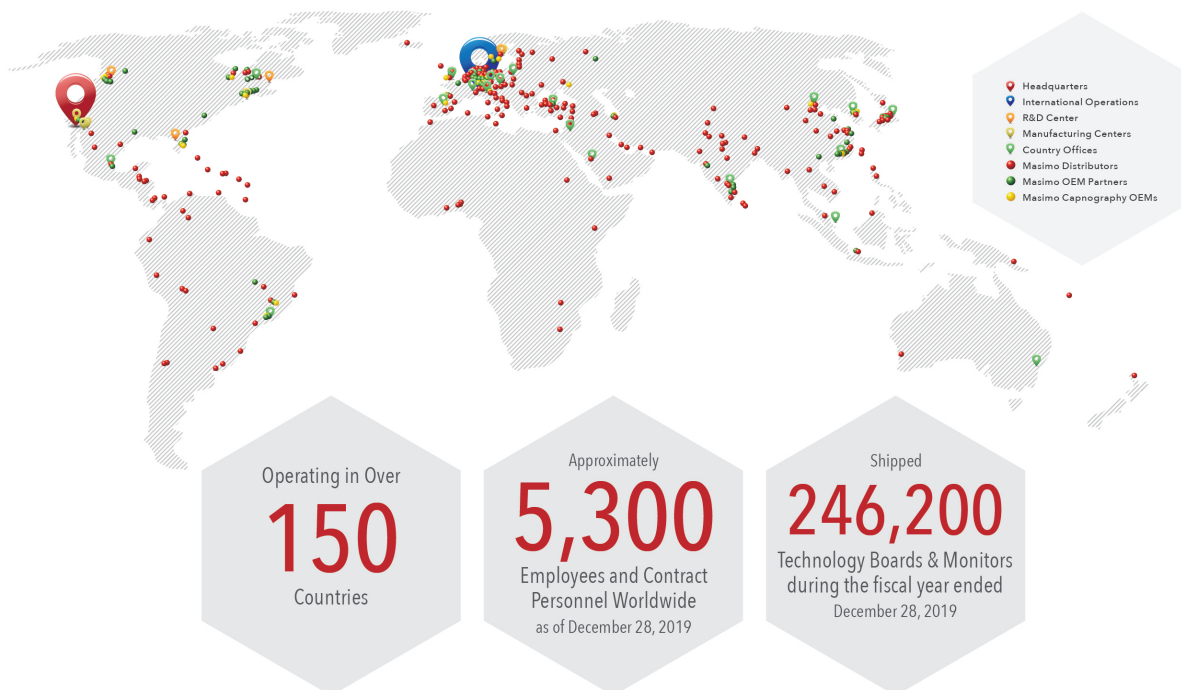 Headquarters
International Operations
R&D Center
Manufacturing Centers
Country Offices
Masimo Distributors
Masimo OEM Partners
Masimo Capnography OEMs
Operating in Over
150
Countries
Approximately
5,300
Employees and Contract
Personnel Worldwide
as of December 28, 2019
Shipped
246,200
Technology Boards & Monitors
during the fiscal year ended
December 28, 2019